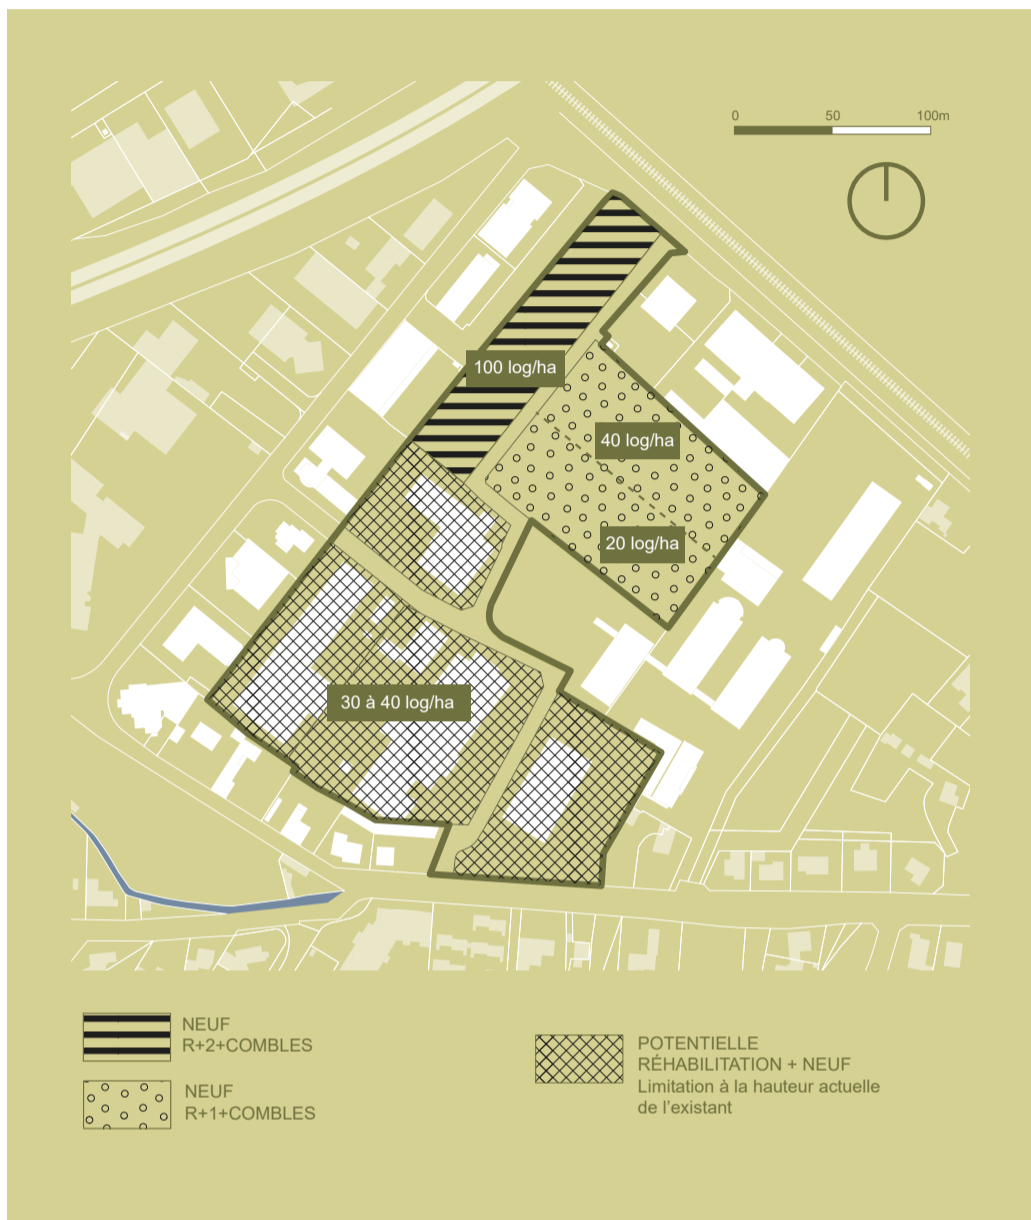 0 50 100m
100 log/ha
40 log/ha
20 log/ha
30 à 40 log/ha
NEUF
R+2+COMBLES
NEUF
R+1+COMBLES
POTENTIELLE
RÉHABILITATION + NEUF
Limitation à la hauteur actuelle
de l'existant